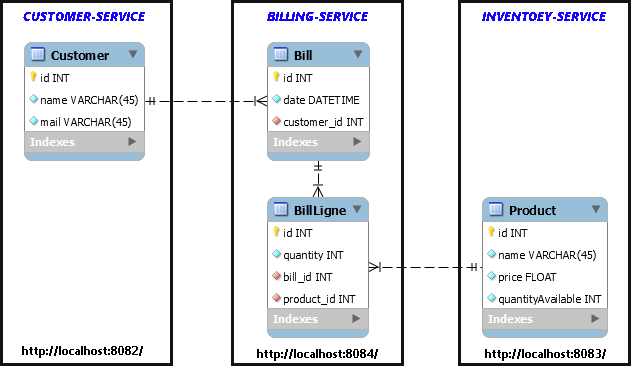 CUSTOMER-SERVICE
Customer
id INT
name VARCHAR(45)
mail VARCHAR(45)
Indexes
http://localhost:8082/
BILLING-SERVICE
Bill
id INT
date DATETIME
customer_id INT
Indexes
BillLigne
id INT
quantity INT
bill_id INT
product_id INT
Indexes
http://localhost:8084/
INVENTOEY-SERVICE
Product
id INT
name VARCHAR(45)
price FLOAT
quantityAvailable INT
Indexes
http://localhost:8083/